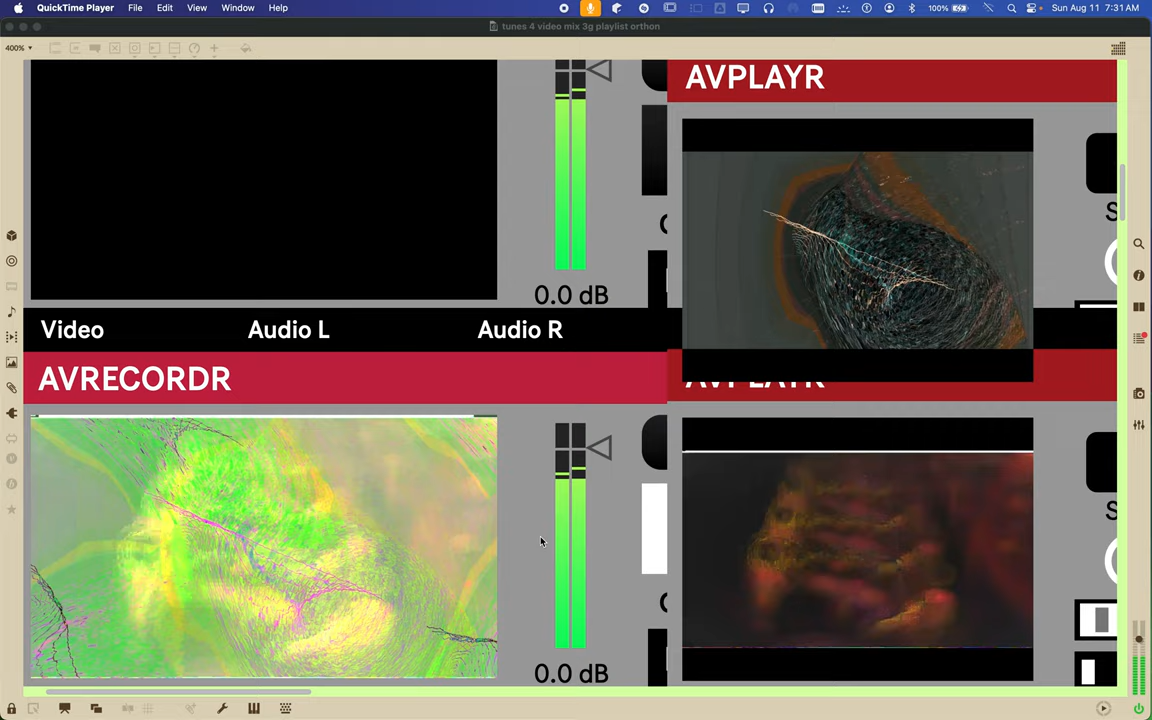 QuickTime Player File Edit View Window Help 100% Sun Aug 11 7:31 AM
tunes 4 video mix 3g playlist orthon
400%
AVPLAYR
S
0.0 dB
Video Audio L Audio R
AVRECORDR
AVPLAYR
S
0.0 dB